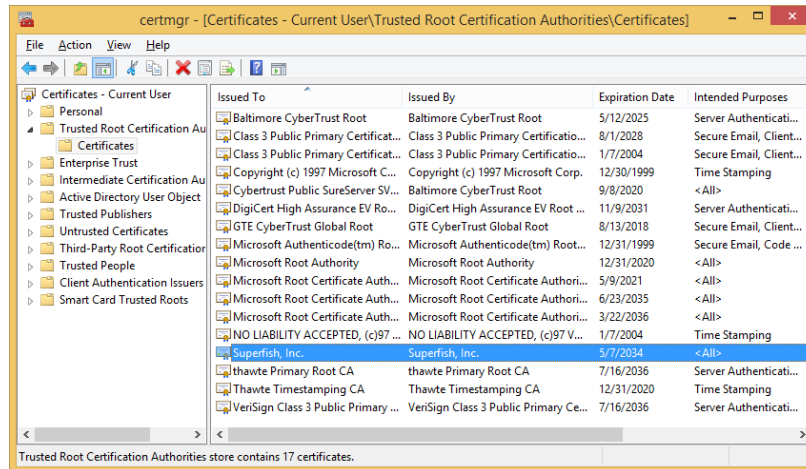 certmgr - [Certificates - Current User\Trusted Root Certification Authorities\Certificates]
File Action View Help
Certificates - Current User
Personal
Trusted Root Certification Au
Certificates
Enterprise Trust
Intermediate Certification Au
Active Directory User Object
Trusted Publishers
Untrusted Certificates
Third-Party Root Certification
Trusted People
Client Authentication Issuers
Smart Card Trusted Roots
Issued To Issued By Expiration Date Intended Purposes
Baltimore CyberTrust Root Baltimore CyberTrust Root 5/12/2025 Server Authenticati...
Class 3 Public Primary Certificat... Class 3 Public Primary Certificatio... 8/1/2028 Secure Email, Client...
Class 3 Public Primary Certificat... Class 3 Public Primary Certificatio... 1/7/2004 Secure Email, Client...
Copyright (c) 1997 Microsoft C... Copyright (c) 1997 Microsoft Corp. 12/30/1999 Time Stamping
Cybertrust Public SureServer SV... Baltimore CyberTrust Root 9/8/2020 <All>
DigiCert High Assurance EV Ro... DigiCert High Assurance EV Root ... 11/9/2031 Server Authenticati...
GTE CyberTrust Global Root GTE CyberTrust Global Root 8/13/2018 Secure Email, Client...
Microsoft Authenticode(tm) Ro... Microsoft Authenticode(tm) Root... 12/31/1999 Secure Email, Code ...
Microsoft Root Authority Microsoft Root Authority 12/31/2020 <All>
Microsoft Root Certificate Auth... Microsoft Root Certificate Authori... 5/9/2021 <All>
Microsoft Root Certificate Auth... Microsoft Root Certificate Authori... 6/23/2035 <All>
Microsoft Root Certificate Auth... Microsoft Root Certificate Authori... 3/22/2036 <All>
NO LIABILITY ACCEPTED, (c)97 ... NO LIABILITY ACCEPTED, (c)97 V... 1/7/2004 Time Stamping
Superfish, Inc. Superfish, Inc. 5/7/2034 <All>
thawte Primary Root CA thawte Primary Root CA 7/16/2036 Server Authenticati...
Thawte Timestamping CA Thawte Timestamping CA 12/31/2020 Time Stamping
VeriSign Class 3 Public Primary ... VeriSign Class 3 Public Primary Ce... 7/16/2036 Server Authenticati...
Trusted Root Certification Authorities store contains 17 certificates.